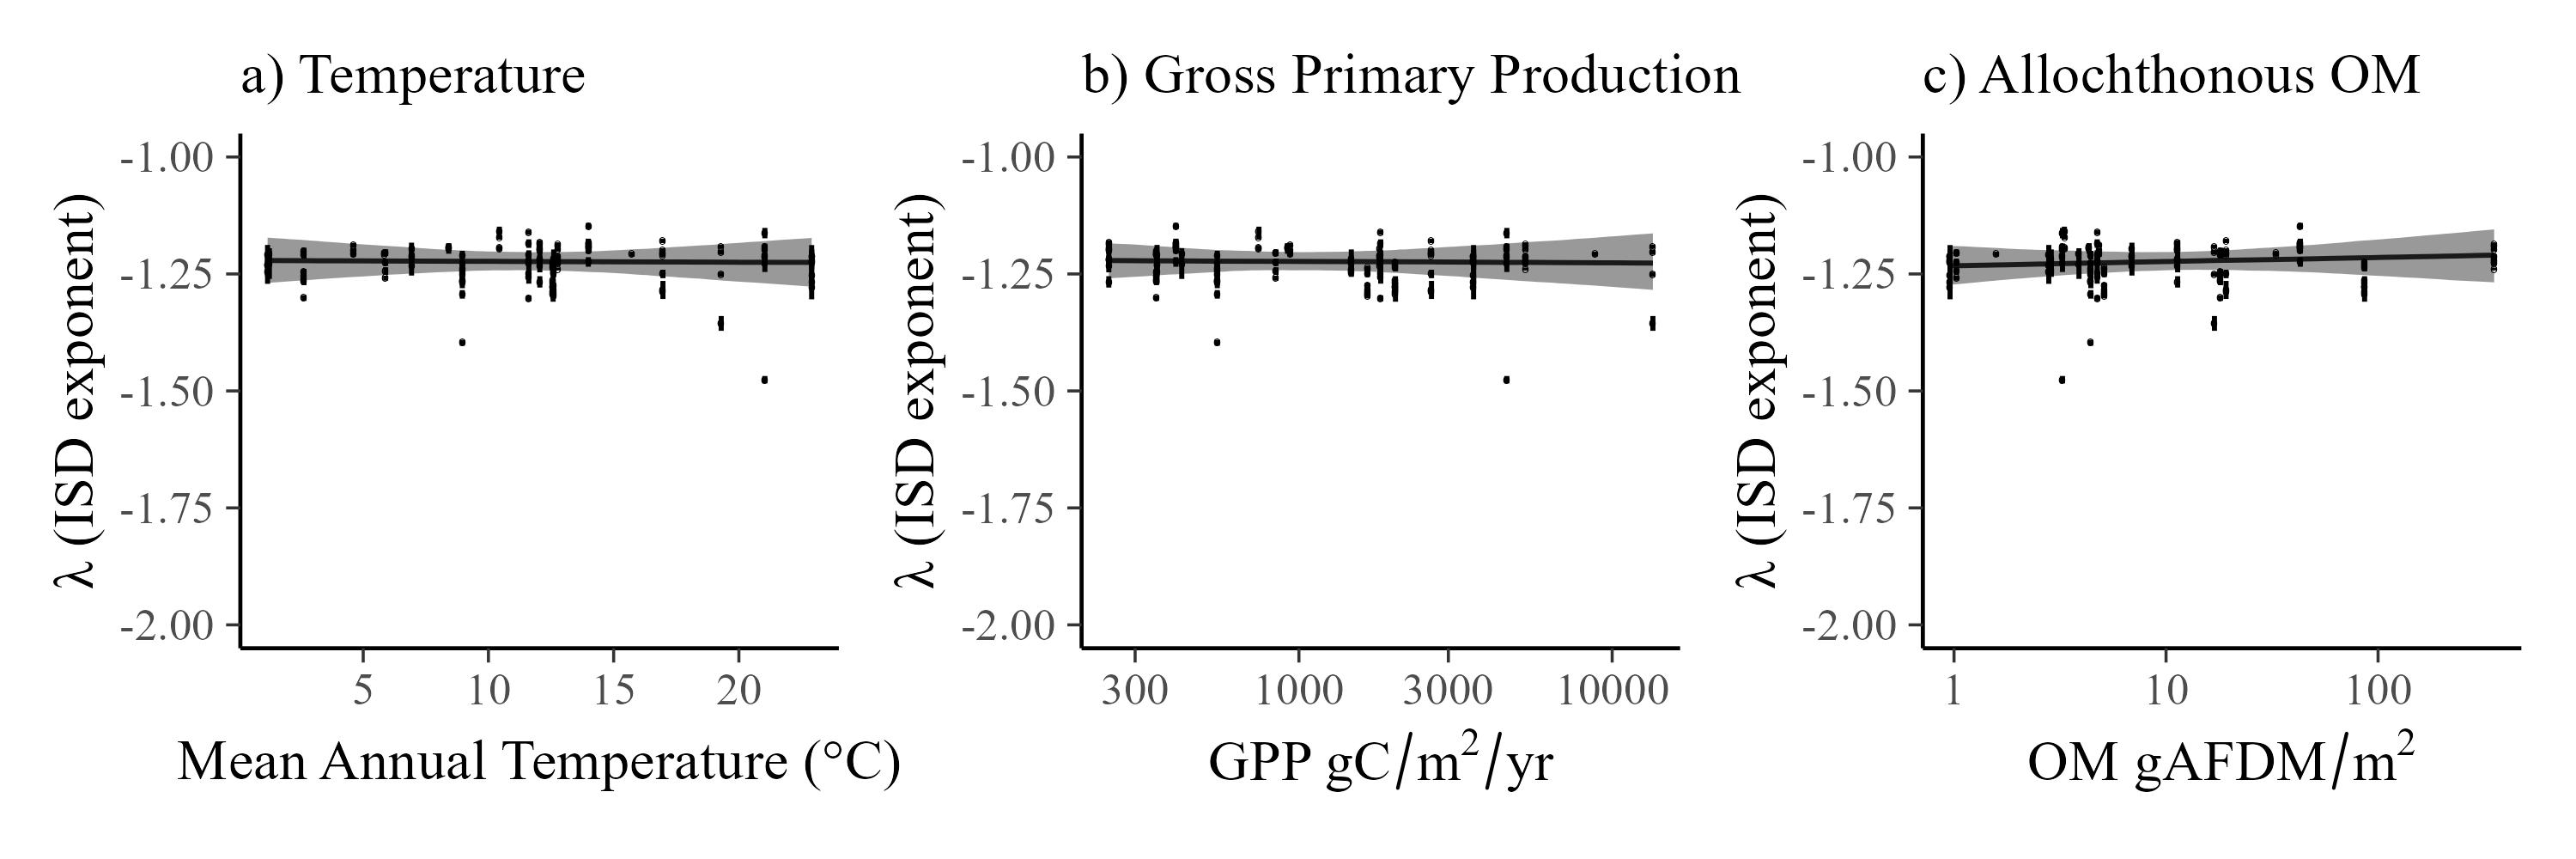 a) Temperature
-1.00
-1.25
-1.50
-1.75
-2.00
λ (ISD exponent)
5 10 15 20
Mean Annual Temperature (°C)
b) Gross Primary Production
-1.00
-1.25
-1.50
-1.75
-2.00
λ (ISD exponent)
300 1000 3000 10000
GPP gC/m²/yr
c) Allochthonous OM
-1.00
-1.25
-1.50
-1.75
-2.00
λ (ISD exponent)
1 10 100
OM gAFDM/m²